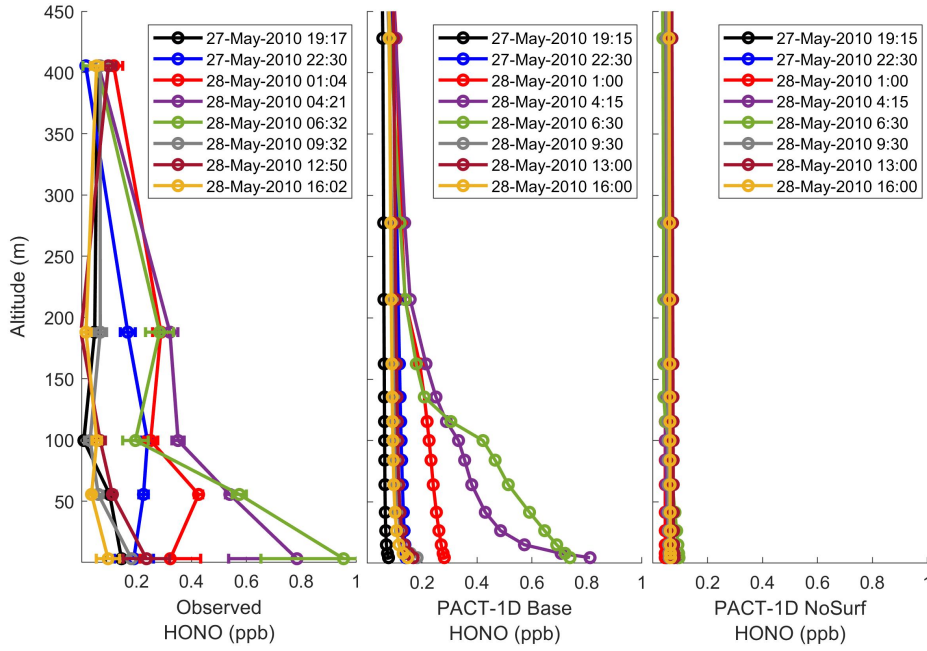 450
400
350
300
250
200
150
100
50
Altitude (m)
27-May-2010 19:17
27-May-2010 22:30
28-May-2010 01:04
28-May-2010 04:21
28-May-2010 06:32
28-May-2010 09:32
28-May-2010 12:50
28-May-2010 16:02
0.2 0.4 0.6 0.8 1
Observed
HONO (ppb)
27-May-2010 19:15
27-May-2010 22:30
28-May-2010 1:00
28-May-2010 4:15
28-May-2010 6:30
28-May-2010 9:30
28-May-2010 13:00
28-May-2010 16:00
0.2 0.4 0.6 0.8 1
PACT-1D Base
HONO (ppb)
27-May-2010 19:15
27-May-2010 22:30
28-May-2010 1:00
28-May-2010 4:15
28-May-2010 6:30
28-May-2010 9:30
28-May-2010 13:00
28-May-2010 16:00
0.2 0.4 0.6 0.8 1
PACT-1D NoSurf
HONO (ppb)